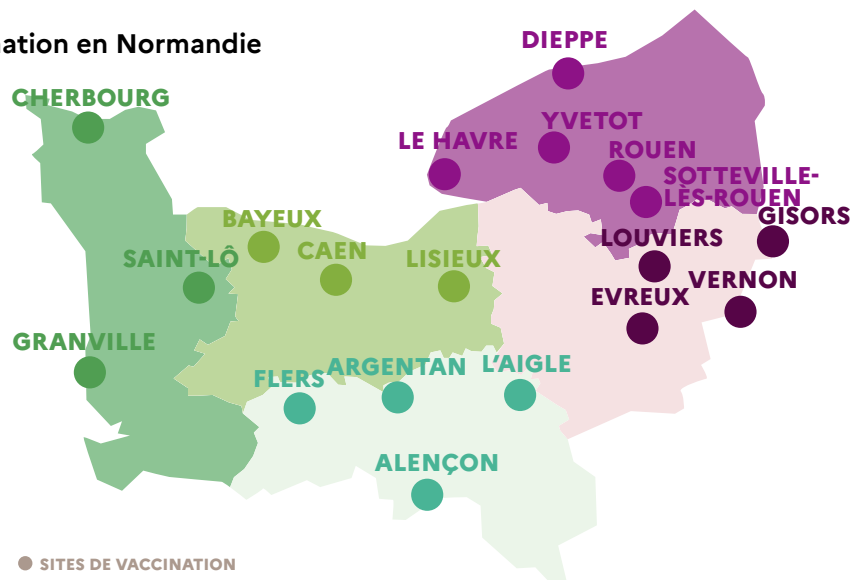 ation en Normandie
DIEPPE
CHERBOURG
YVETOT
LE HAVRE
ROUEN
SOTTEVILLE-
LÈS-ROUEN
GISORS
BAYEUX
LOUVIERS
CAEN
SAINT-LÔ
LISIEUX
VERNON
EVREUX
GRANVILLE
FLERS
ARGENTAN
L’AIGLE
ALENÇON
SITES DE VACCINATION